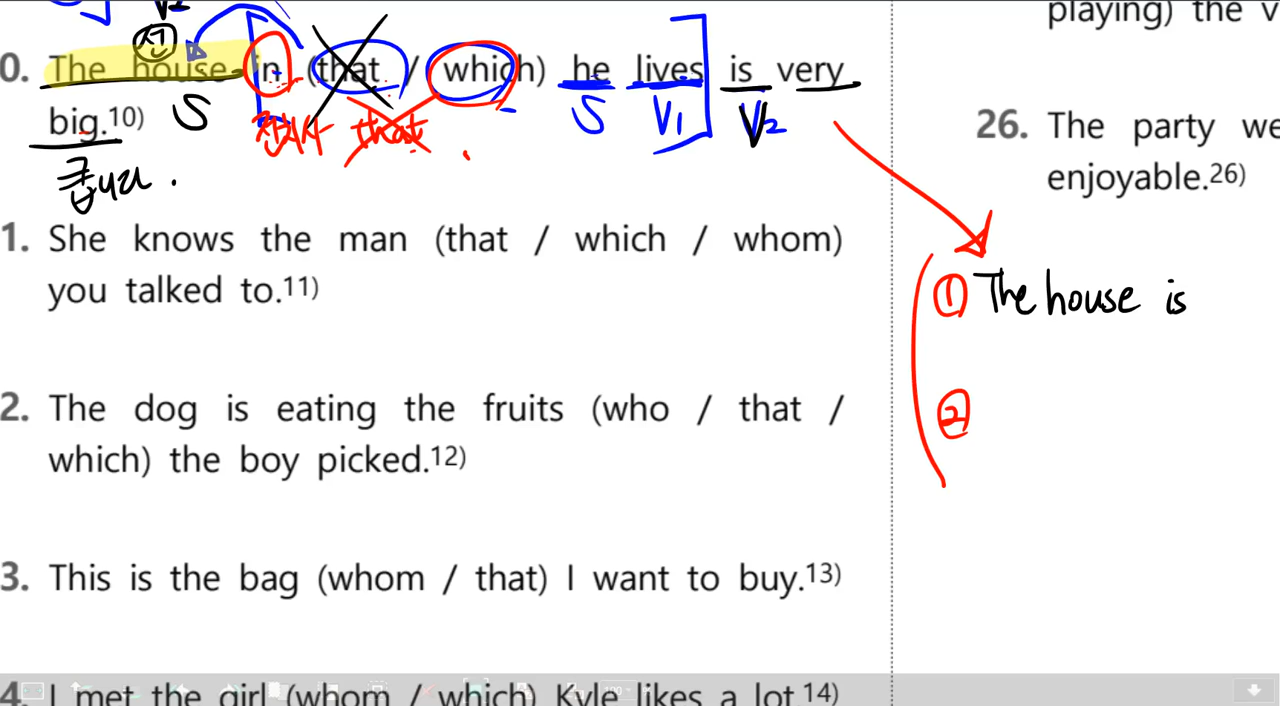 V2
0. The house in (that / which) he lives is very
big.10)
S 전치사 that S V1 V2
1. She knows the man (that / which / whom)
you talked to.11)
2. The dog is eating the fruits (who / that /
which) the boy picked.12)
3. This is the bag (whom / that) I want to buy.13)
4. I met the girl (whom / which) Kyle likes a lot 14)
playing) the v
26. The party we
enjoyable.26)
① The house is
②